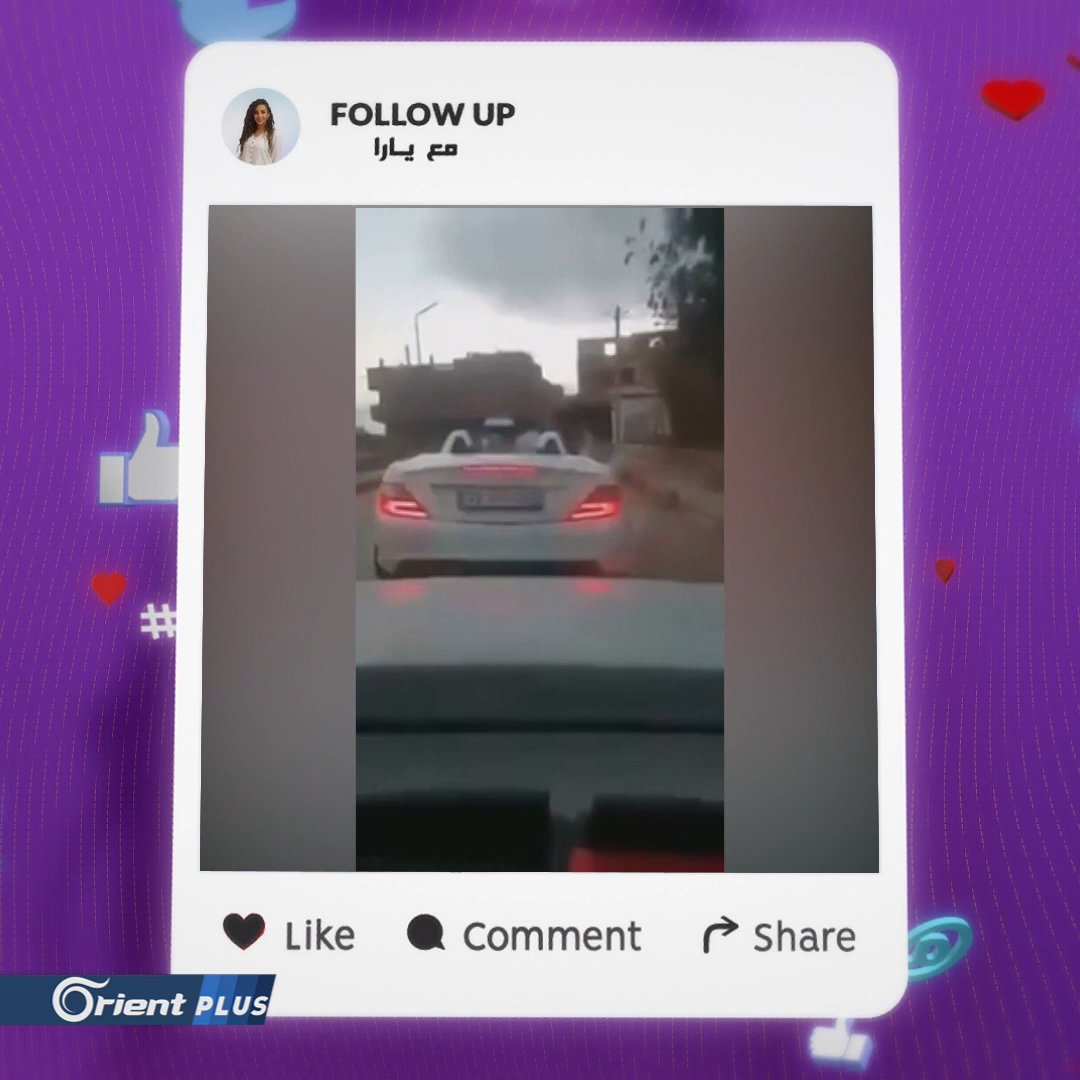 FOLLOW UP
مع يارا
Like
Comment
Share
#
Orient PLUS